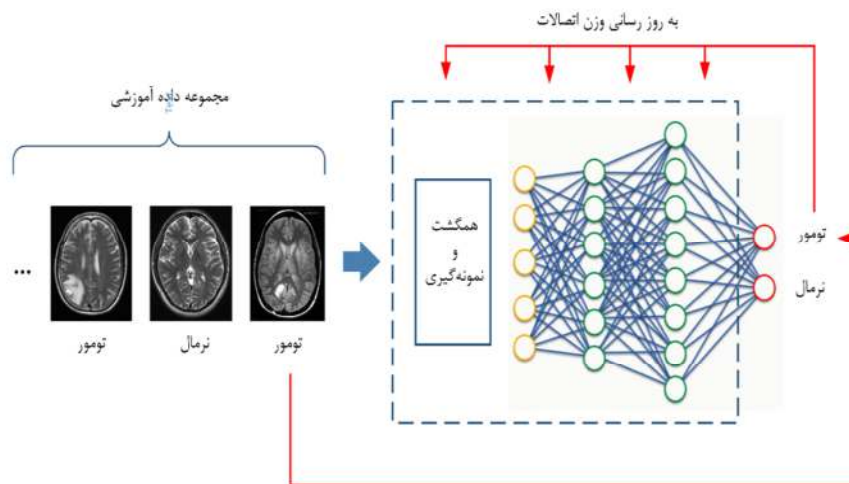 به روز رسانی وزن اتصالات
مجموعه داده آموزشی
همگشت
و
نمونه‌گیری
تومور
نرمال
...
تومور
نرمال
تومور